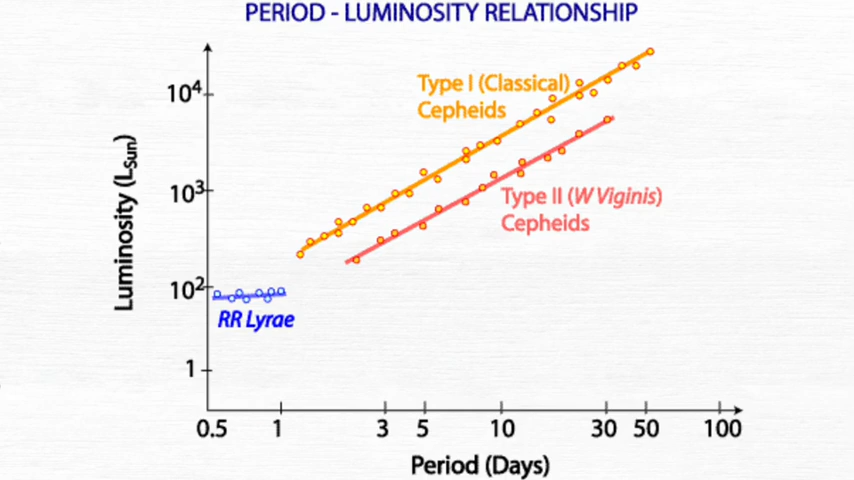 PERIOD - LUMINOSITY RELATIONSHIP
Luminosity (LSun)
10⁴
10³
10²
1
Type I (Classical)
Cepheids
Type II (W Viginis)
Cepheids
RR Lyrae
0.5 1 3 5 10 30 50 100
Period (Days)